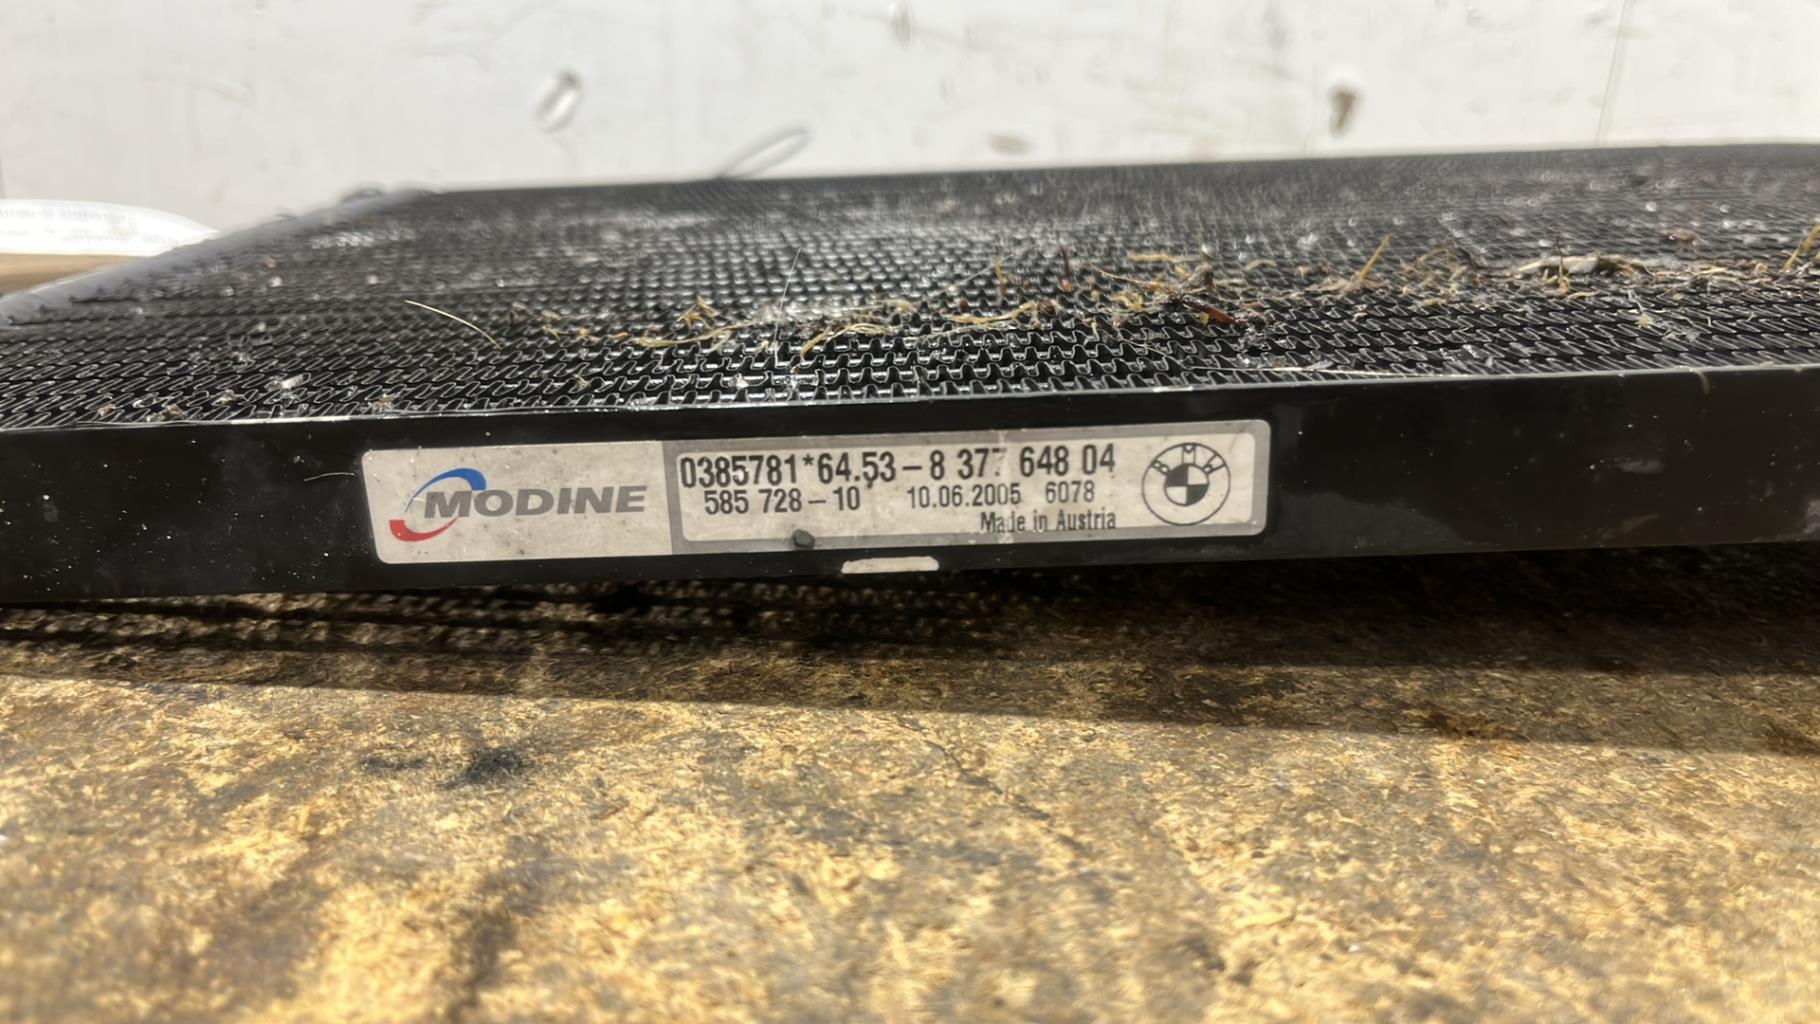 MODINE
0385781*64.53-8 377 648 04
585 728-10 10.06.2005 6078
Made in Austria
BMW